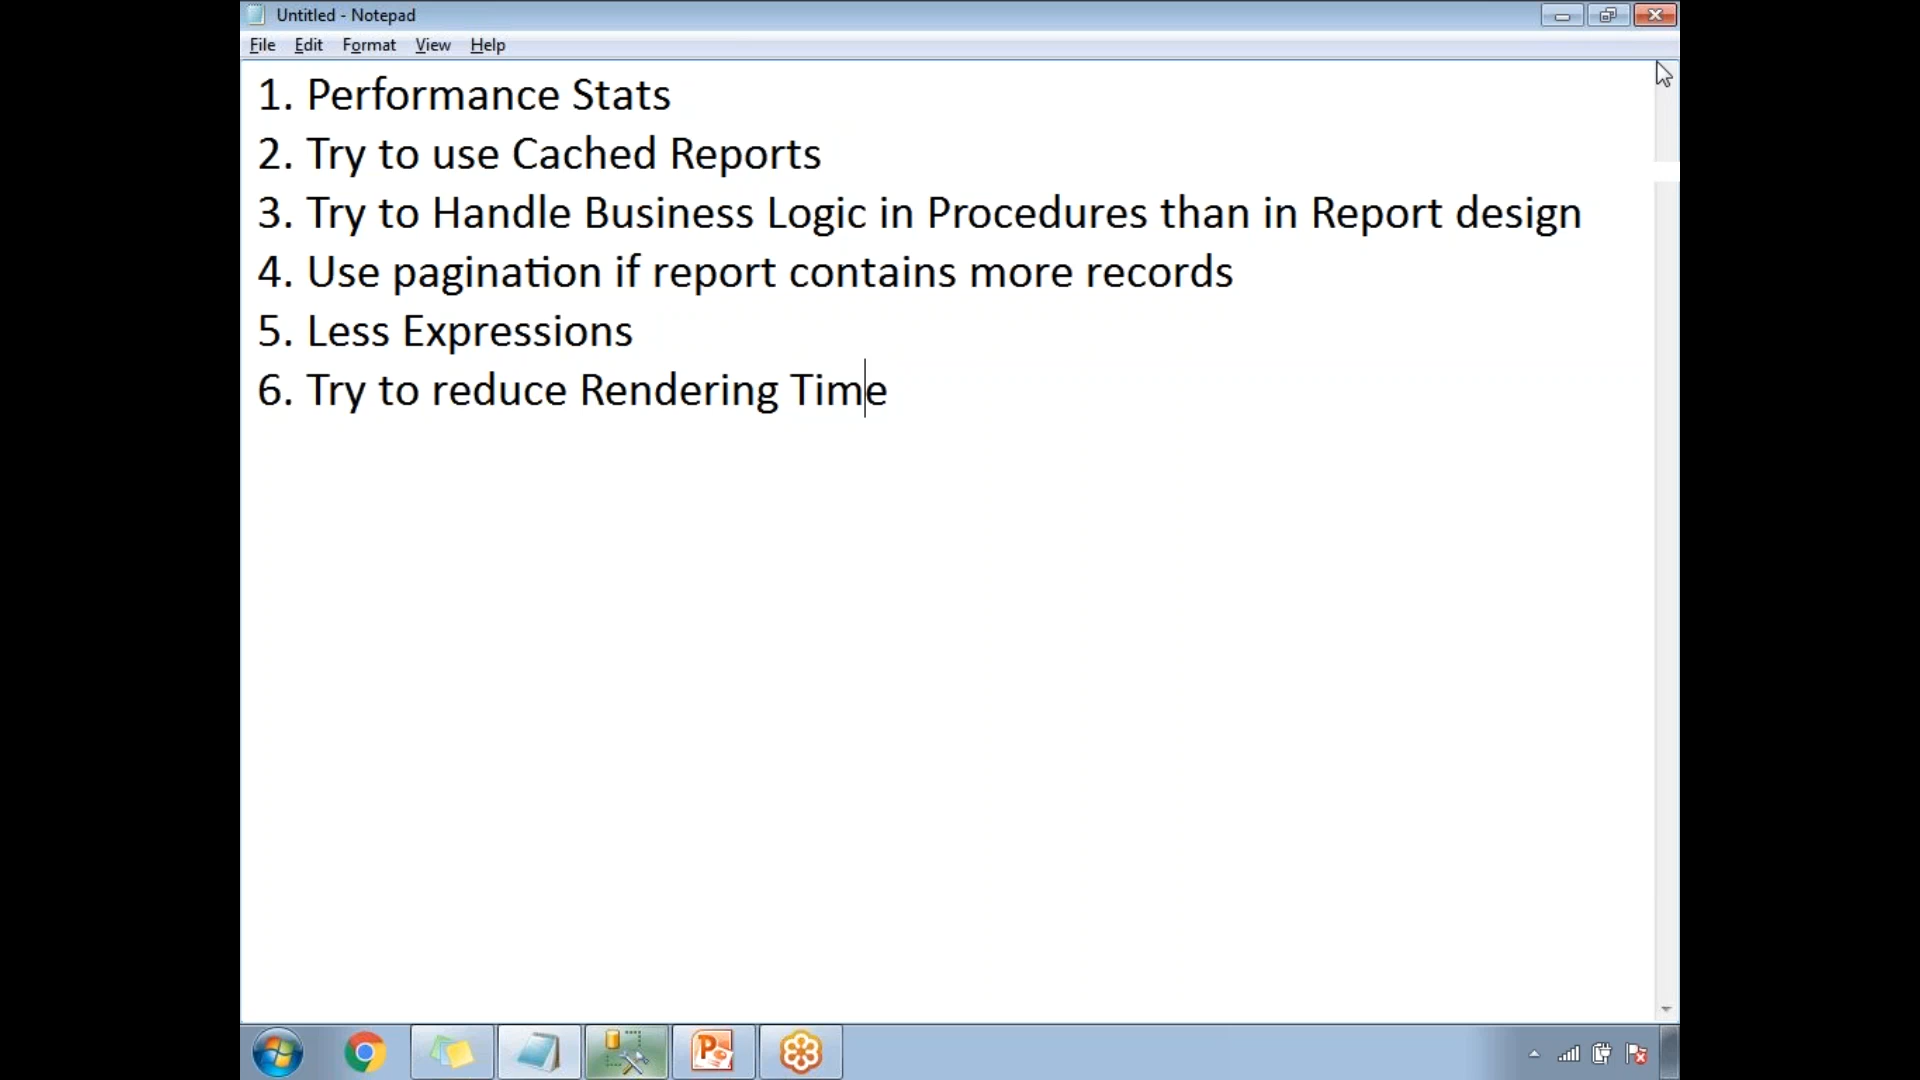 Untitled - Notepad
File Edit Format View Help
1. Performance Stats
2. Try to use Cached Reports
3. Try to Handle Business Logic in Procedures than in Report design
4. Use pagination if report contains more records
5. Less Expressions
6. Try to reduce Rendering Time